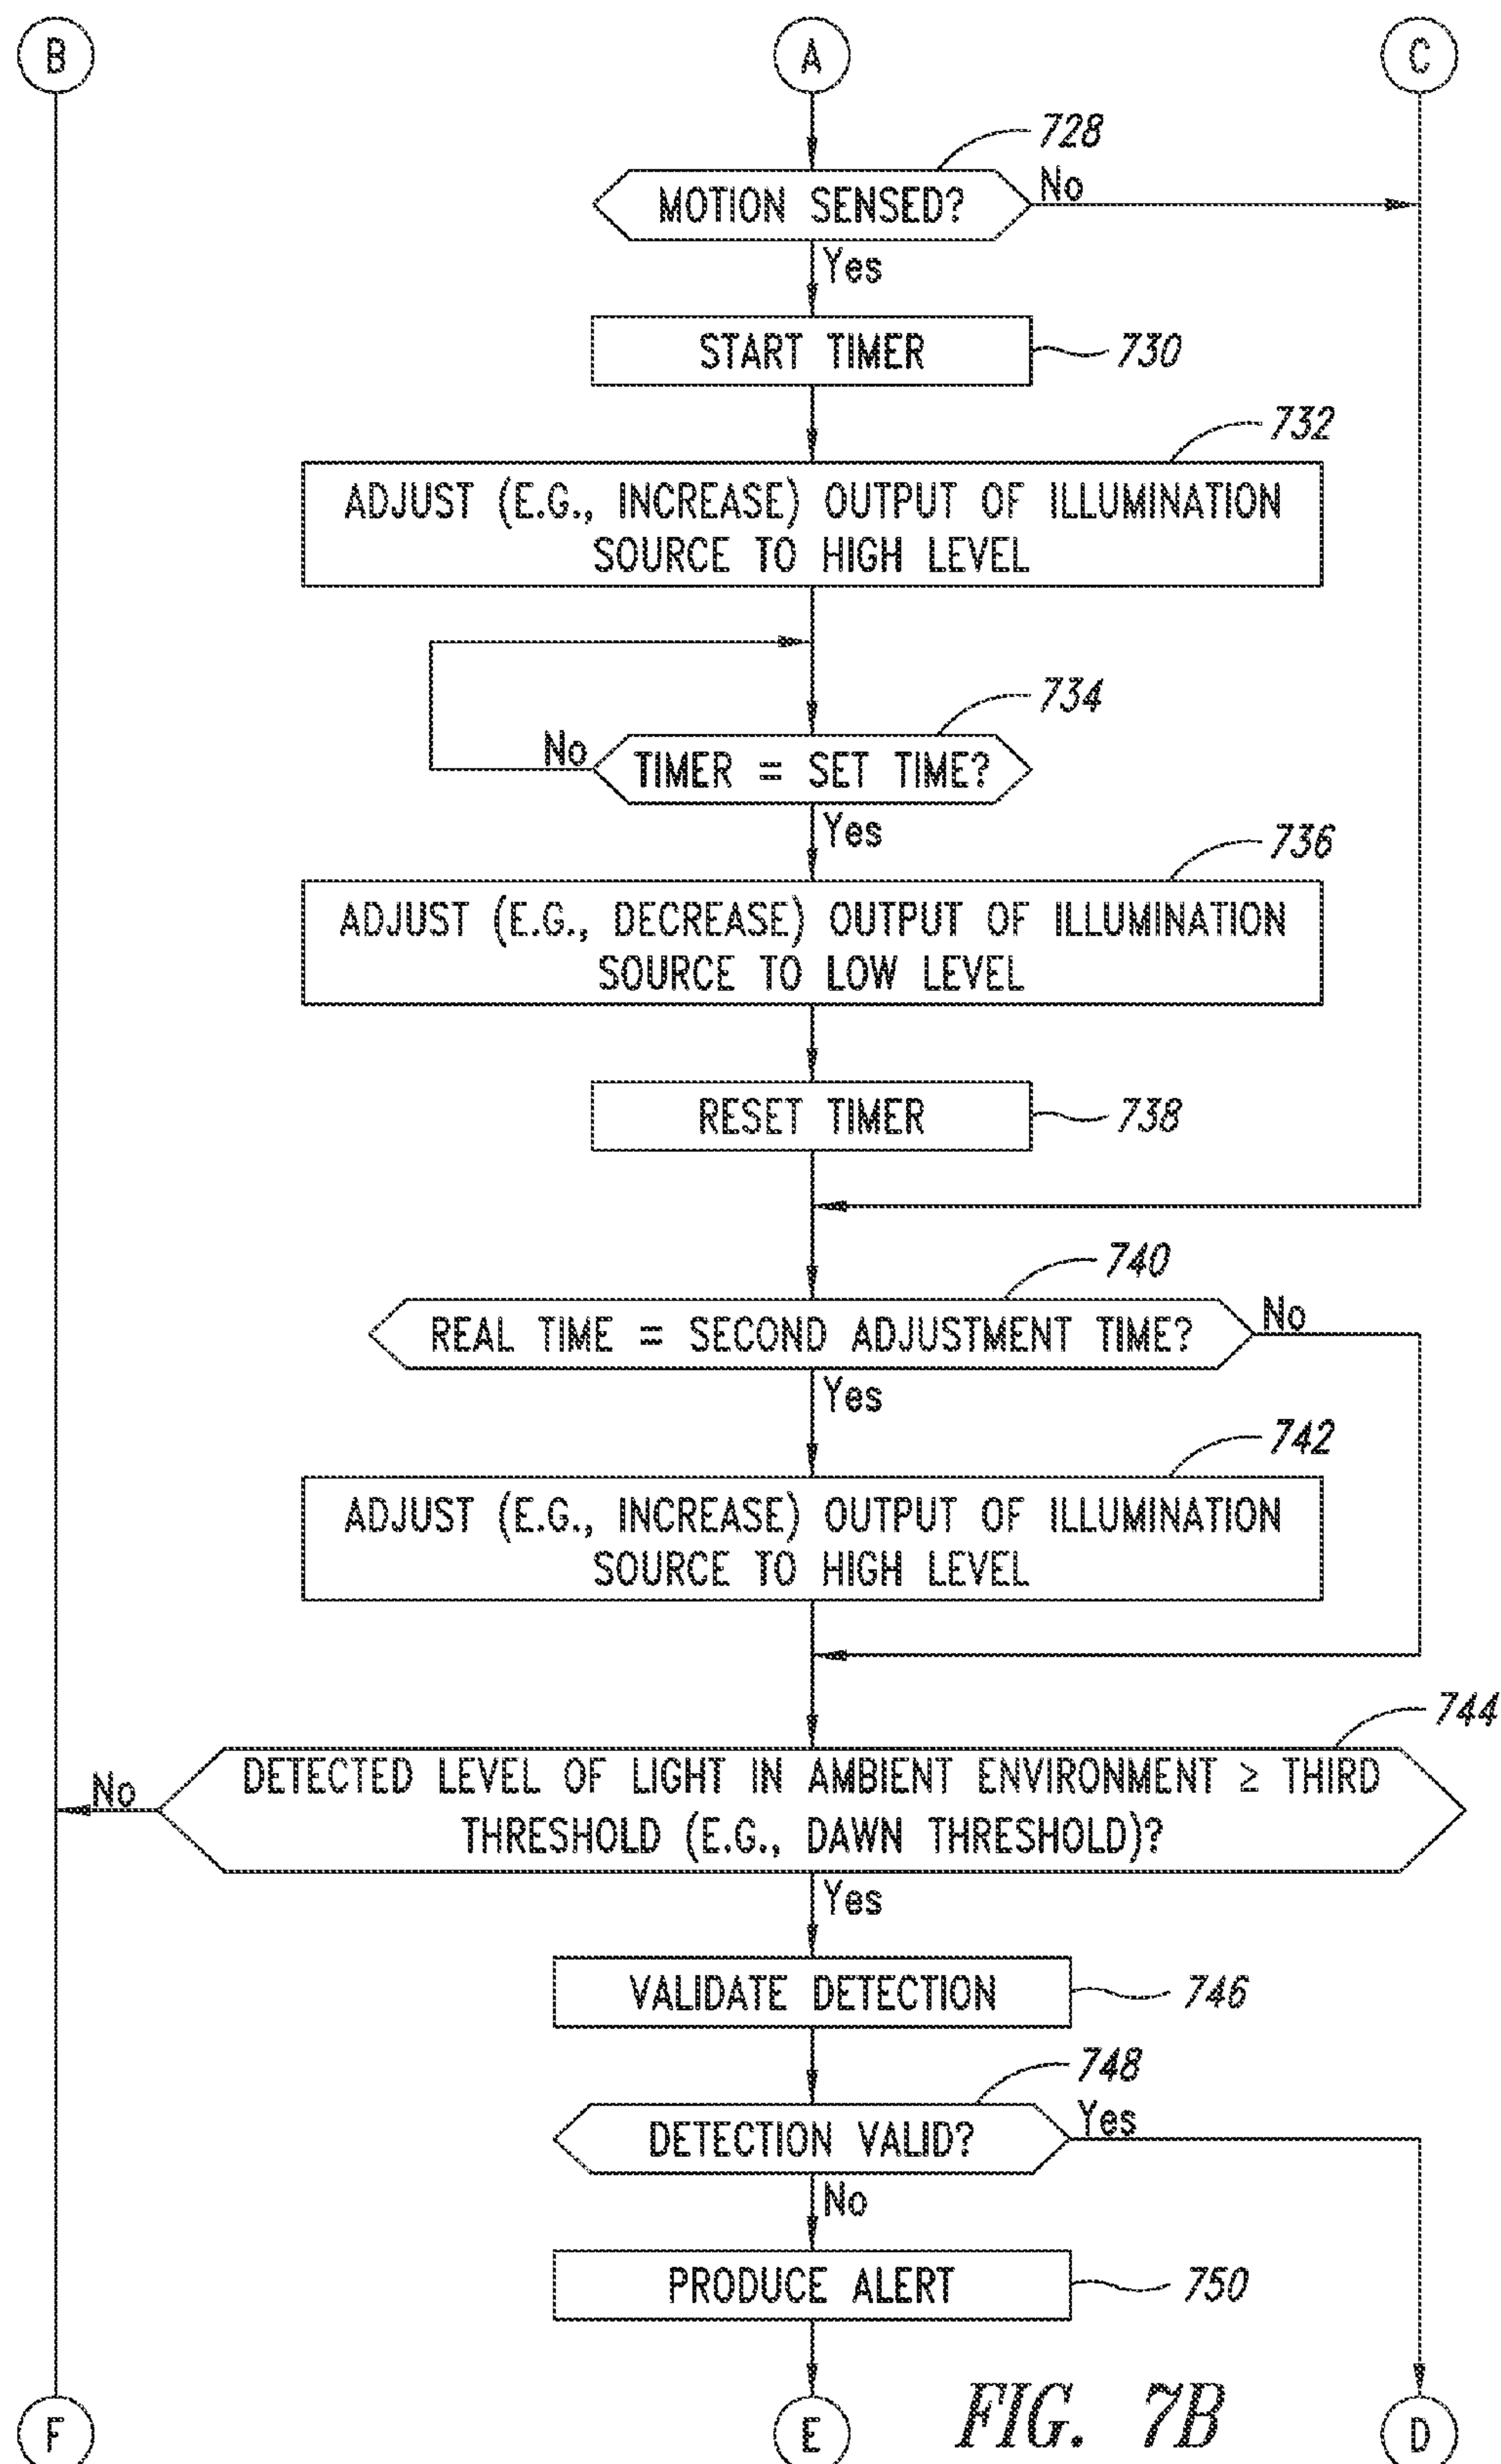 B
A
C
728
MOTION SENSED?
No
Yes
START TIMER
730
732
ADJUST (E.G., INCREASE) OUTPUT OF ILLUMINATION
SOURCE TO HIGH LEVEL
734
No
TIMER = SET TIME?
Yes
736
ADJUST (E.G., DECREASE) OUTPUT OF ILLUMINATION
SOURCE TO LOW LEVEL
RESET TIMER
738
740
REAL TIME = SECOND ADJUSTMENT TIME?
No
Yes
742
ADJUST (E.G., INCREASE) OUTPUT OF ILLUMINATION
SOURCE TO HIGH LEVEL
744
No
DETECTED LEVEL OF LIGHT IN AMBIENT ENVIRONMENT ≥ THIRD
THRESHOLD (E.G., DAWN THRESHOLD)?
Yes
VALIDATE DETECTION
746
748
DETECTION VALID?
Yes
No
PRODUCE ALERT
750
F
E
FIG. 7B
D